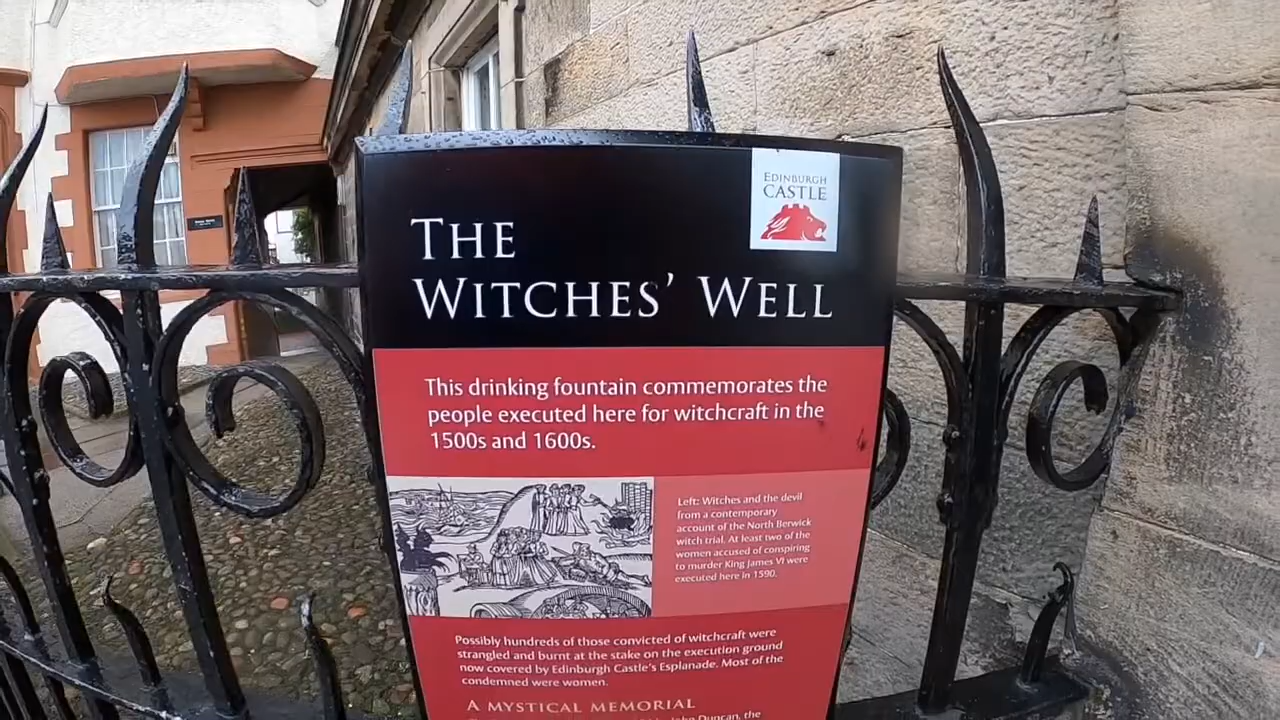 EDINBURGH
CASTLE
THE
WITCHES' WELL
This drinking fountain commemorates the
people executed here for witchcraft in the
1500s and 1600s.
Left: Witches and the devil
from a contemporary
account of the North Berwick
witch trial. At least two of the
women accused of conspiring
to murder King James VI were
executed here in 1590.
Possibly hundreds of those convicted of witchcraft were
strangled and burnt at the stake on the execution ground
now covered by Edinburgh Castle's Esplanade. Most of the
condemned were women.
A MYSTICAL MEMORIAL
John Duncan, the